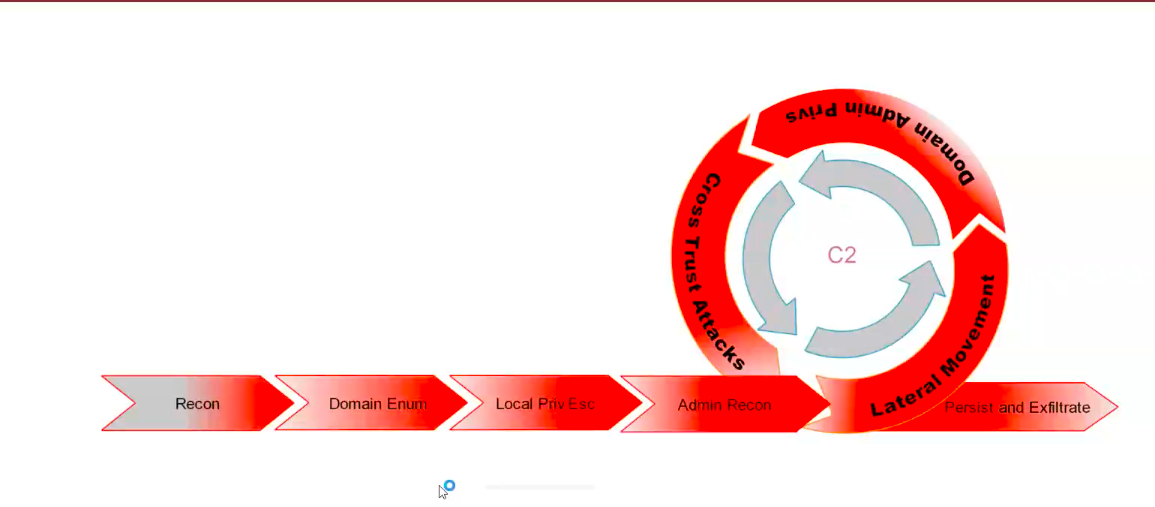 Domain Admin Privs
Cross Trust Attacks
C2
Lateral Movement
Recon
Domain Enum
Local Priv Esc
Admin Recon
Persist and Exfiltrate